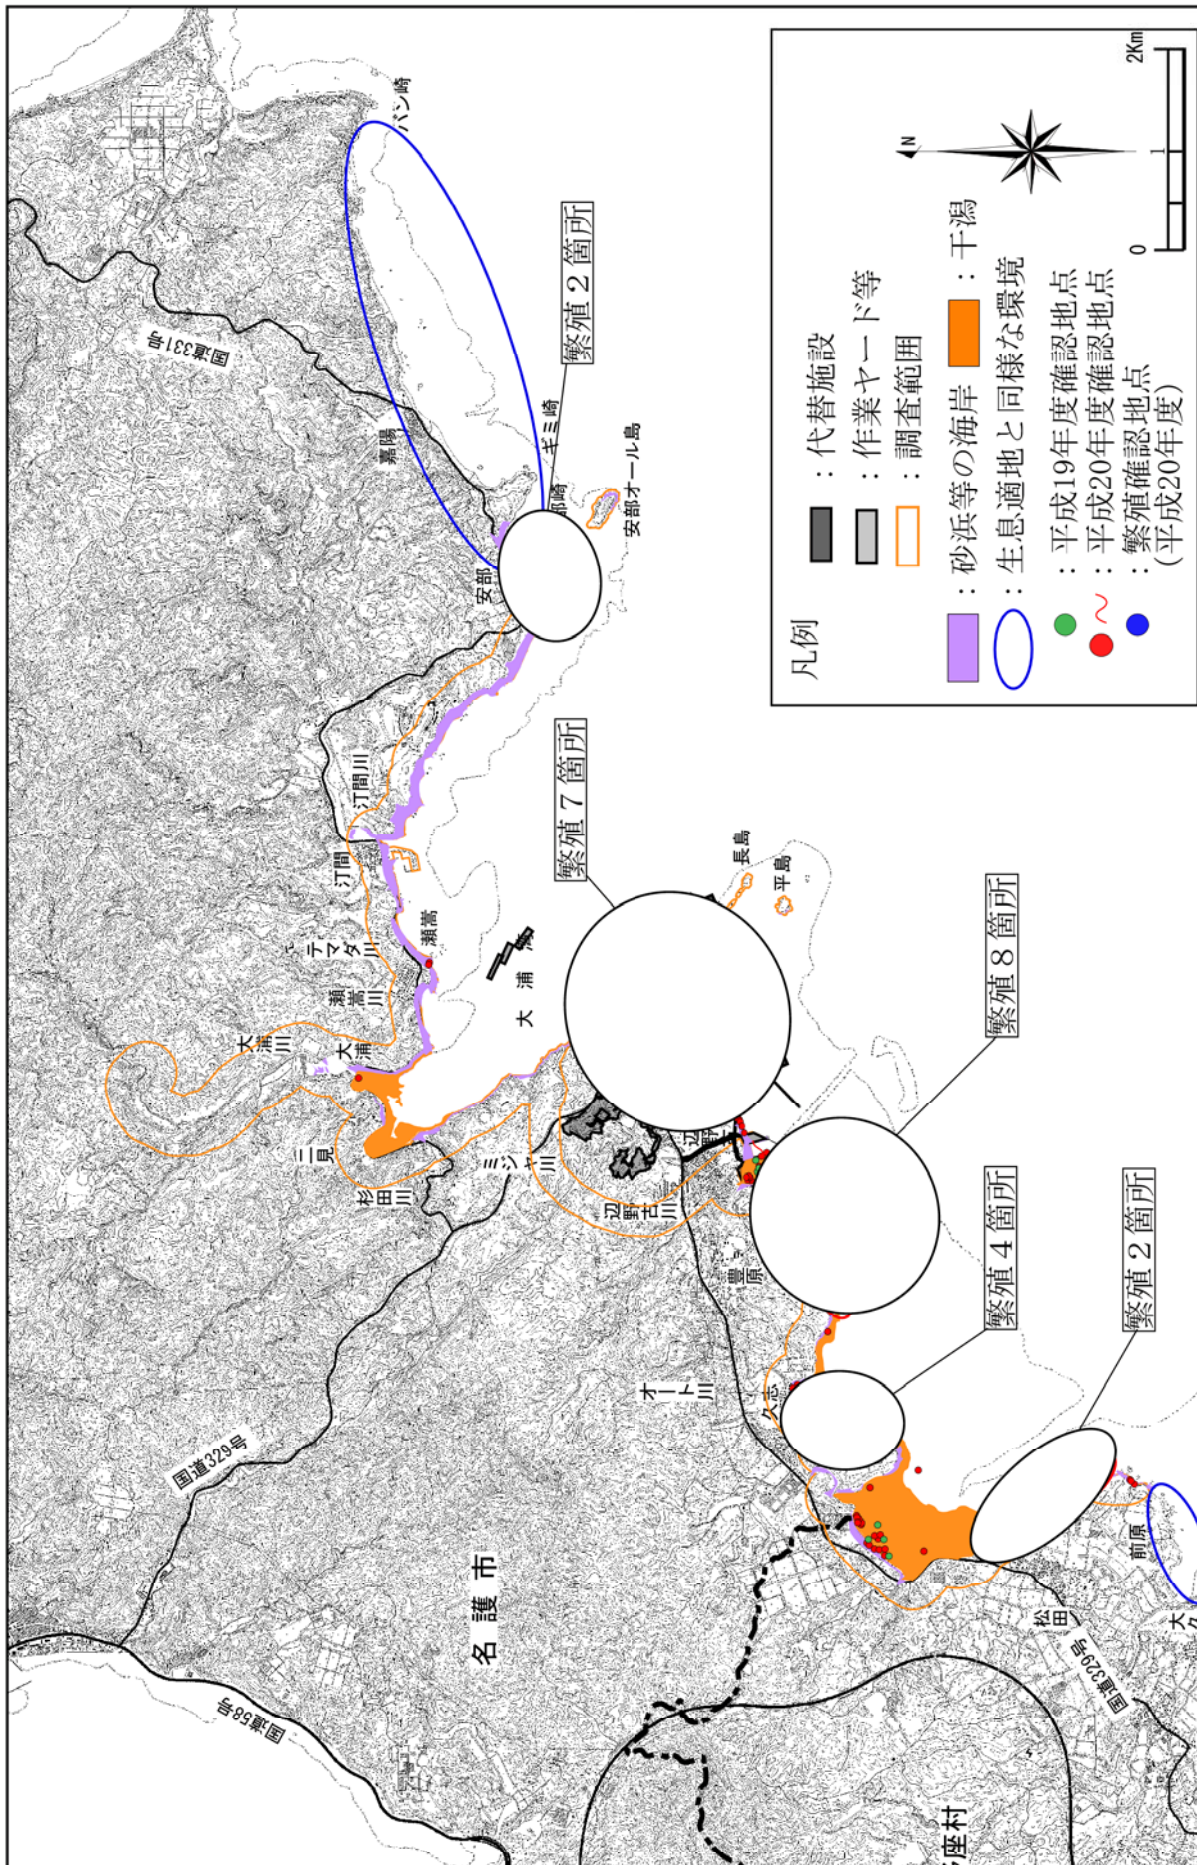 凡例
：代替施設
：作業ヤード等
：調査範囲
：砂浜等の海岸
：干潟
：生息適地と同様な環境
：平成19年度確認地点
：平成20年度確認地点
：繁殖確認地点
(平成20年度)
N
0
1
2Km
バン崎
国道331号
嘉陽
繁殖２箇所
ギミ崎
部崎
安部オール島
安部
汀間川
汀間
テマダ川
瀬嵩
瀬嵩川
大浦川
大浦
大浦湾
二見
杉田川
ミジャ川
繁殖７箇所
長島
平島
辺野古
辺野古川
繁殖８箇所
豊原
オート川
久志
繁殖４箇所
繁殖２箇所
国道329号
名護市
国道58号
松田
国道329号
前原
大久
座村